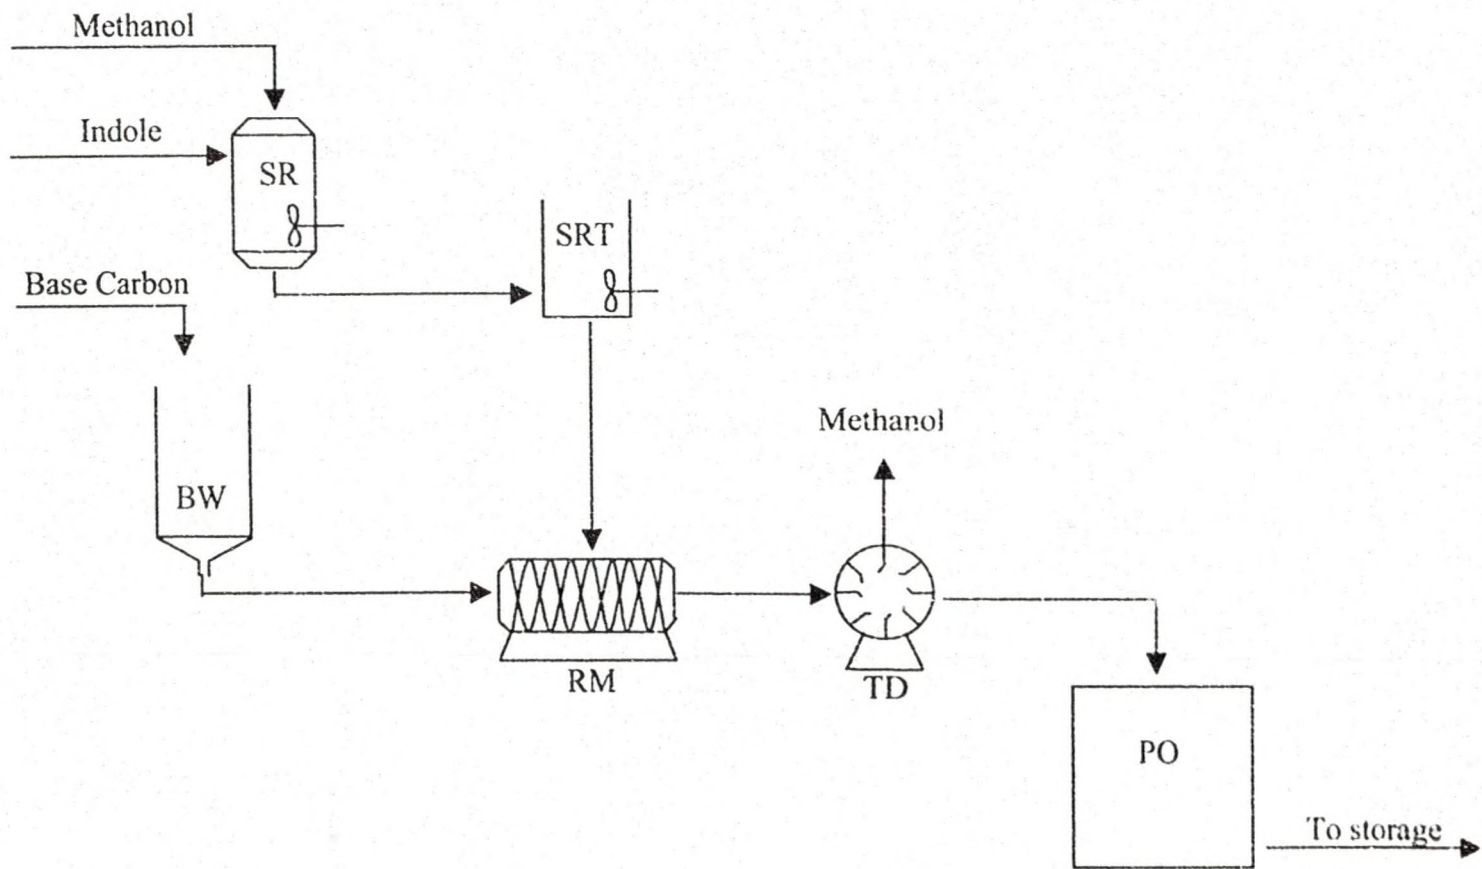 Methanol
Indole
SR
SRT
Base Carbon
Methanol
BW
RM
TD
PO
To storage